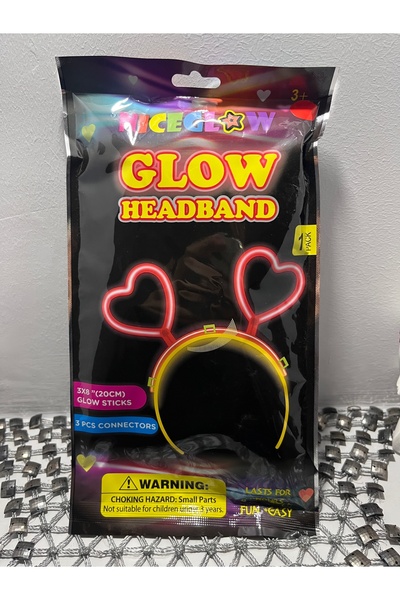 3+
NICEGLOW
GLOW
HEADBAND
1
PACK
3X8"(20CM)
GLOW STICKS
3 PCS CONNECTORS
WARNING:
CHOKING HAZARD: Small Parts
Not suitable for children under 3 years.
LASTS FOR
FUN EASY